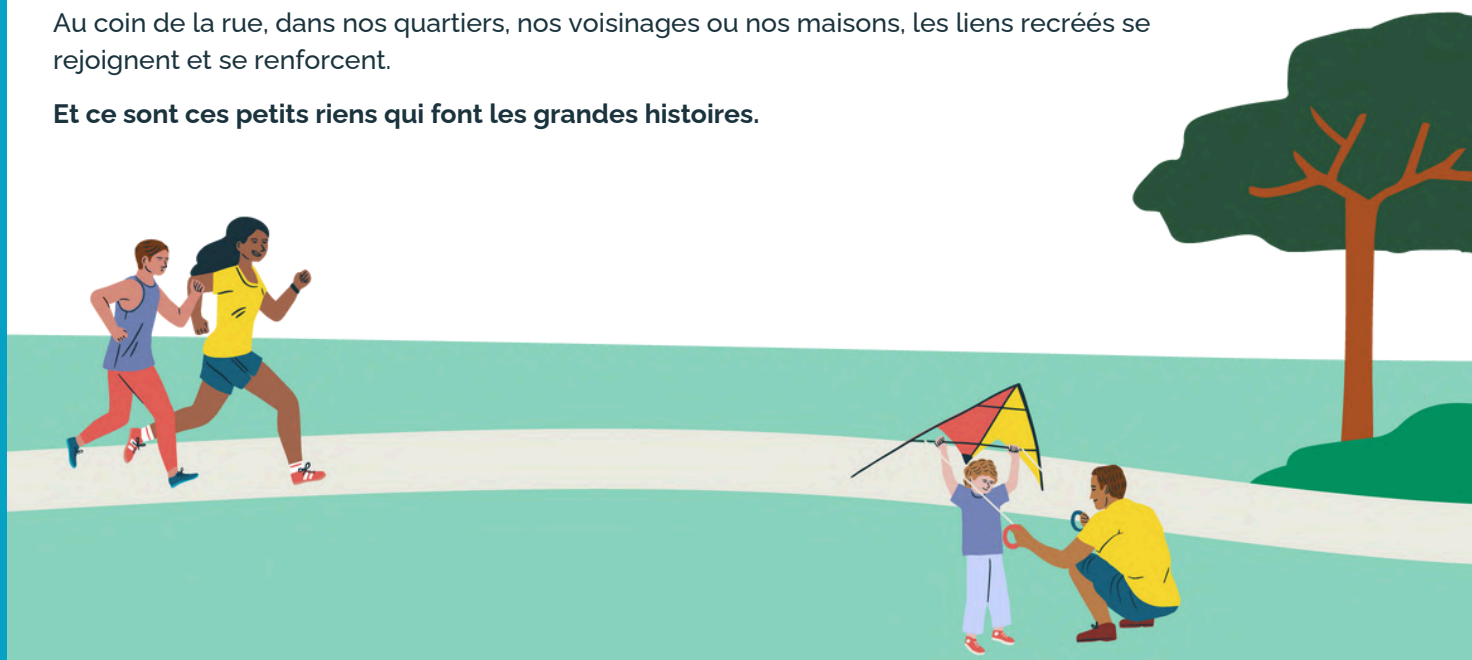 Au coin de la rue, dans nos quartiers, nos voisinages ou nos maisons, les liens recréés se
rejoignent et se renforcent.
Et ce sont ces petits riens qui font les grandes histoires.